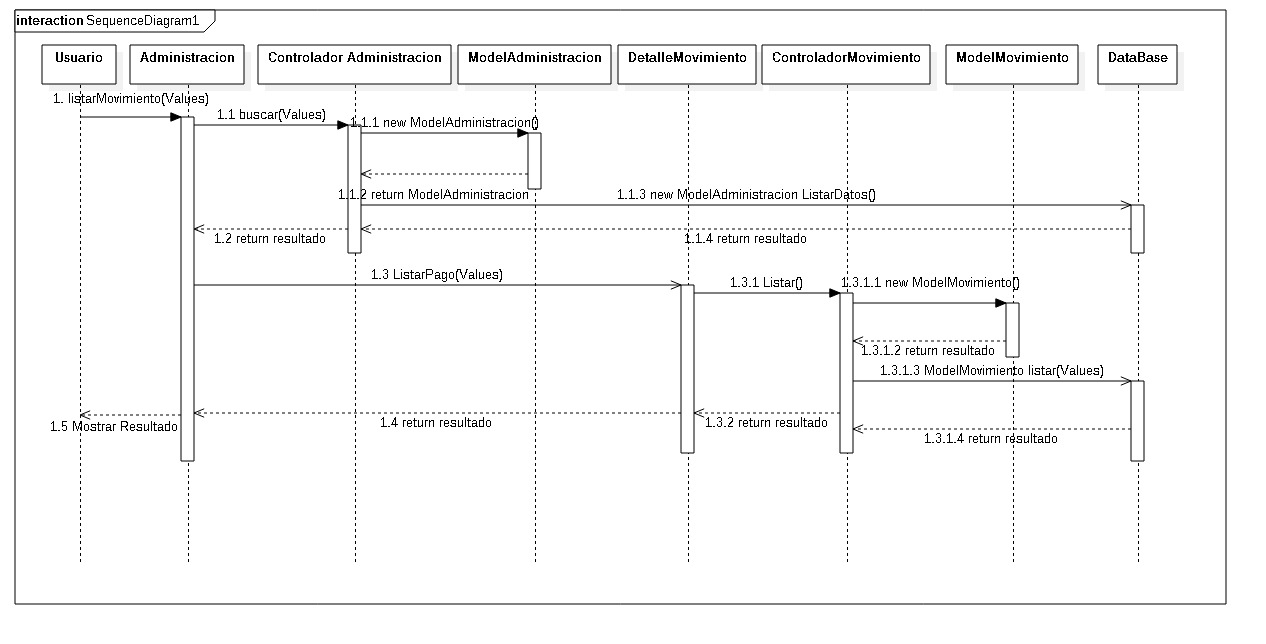 interaction SequenceDiagram1
Usuario
Administracion
Controlador Administracion
ModelAdministracion
DetalleMovimiento
ControladorMovimiento
ModelMovimiento
DataBase
1. listarMovimiento(Values)
1.1 buscar(Values)
1.1.1 new ModelAdministracion()
1.1.2 return ModelAdministracion
1.1.3 new ModelAdministracion ListarDatos()
1.2 return resultado
1.1.4 return resultado
1.3 ListarPago(Values)
1.3.1 Listar()
1.3.1.1 new ModelMovimiento()
1.3.1.2 return resultado
1.3.1.3 ModelMovimiento listar(Values)
1.5 Mostrar Resultado
1.4 return resultado
1.3.2 return resultado
1.3.1.4 return resultado